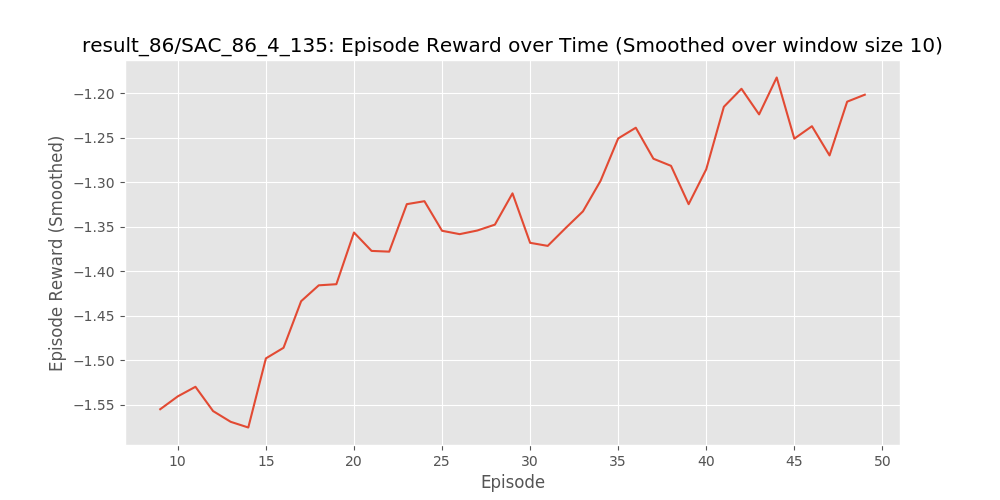 result_86/SAC_86_4_135: Episode Reward over Time (Smoothed over window size 10)
Episode Reward (Smoothed)
−1.20
−1.25
−1.30
−1.35
−1.40
−1.45
−1.50
−1.55
10 15 20 25 30 35 40 45 50
Episode